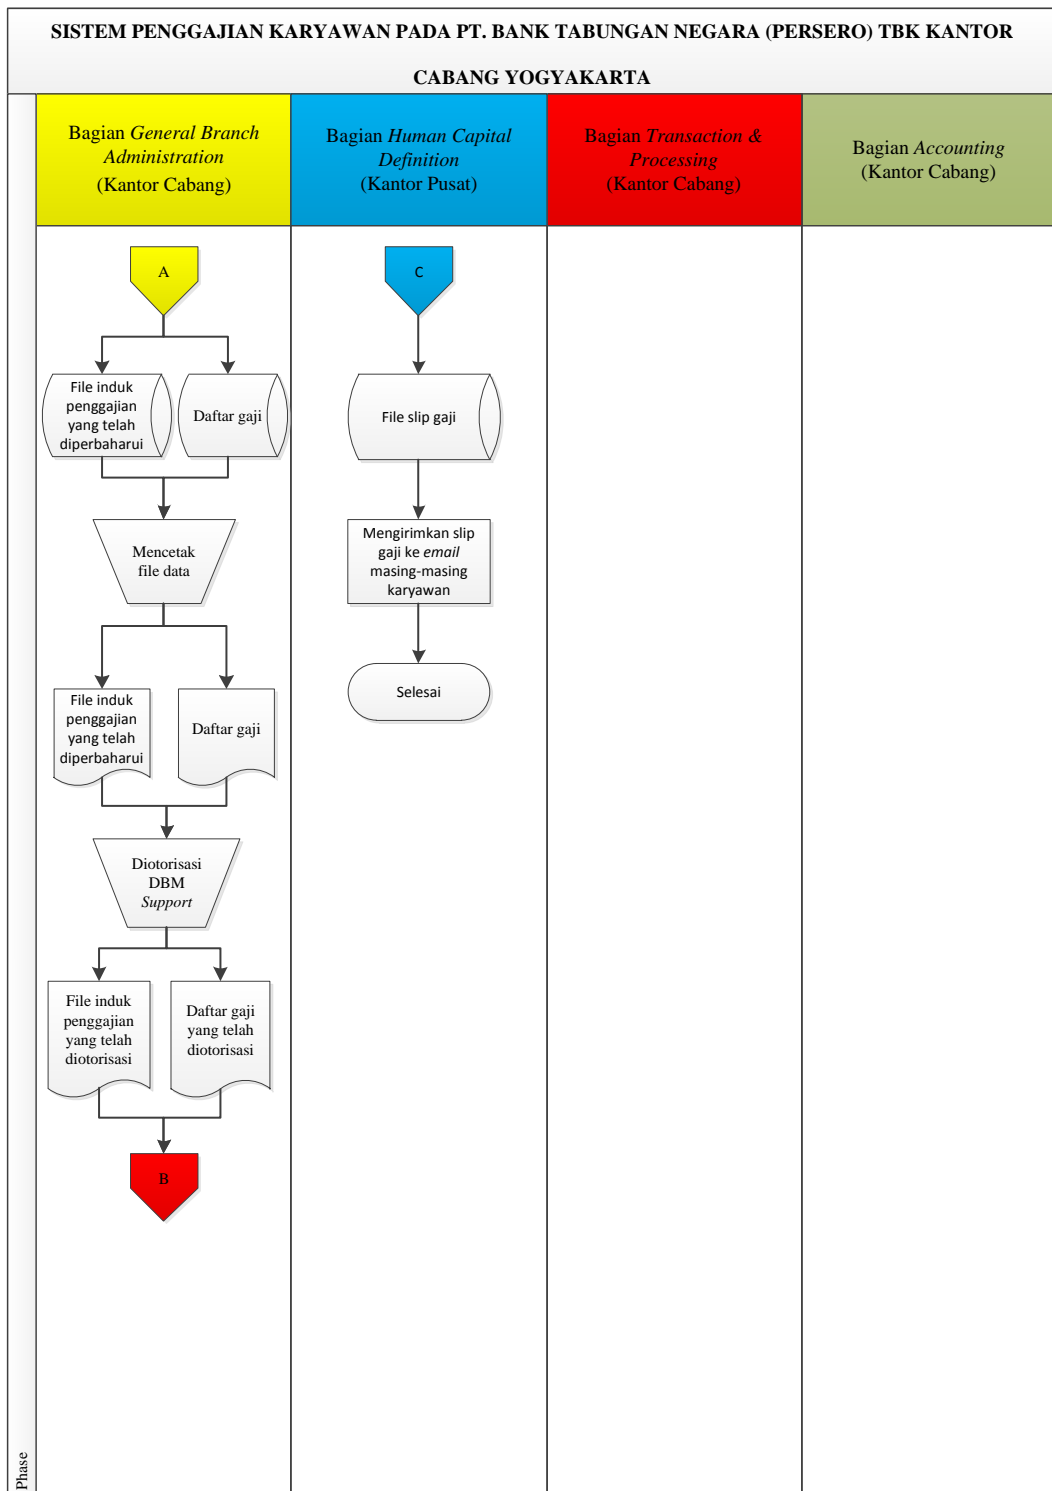 SISTEM PENGGAJIAN KARYAWAN PADA PT. BANK TABUNGAN NEGARA (PERSERO) TBK KANTOR
CABANG YOGYAKARTA
Bagian General Branch
Administration
(Kantor Cabang)
Bagian Human Capital
Definition
(Kantor Pusat)
Bagian Transaction &
Processing
(Kantor Cabang)
Bagian Accounting
(Kantor Cabang)
A
File induk
penggajian
yang telah
diperbaharui
Daftar gaji
Mencetak
file data
File induk
penggajian
yang telah
diperbaharui
Daftar gaji
Diotorisasi
DBM
Support
File induk
penggajian
yang telah
diotorisasi
Daftar gaji
yang telah
diotorisasi
B
C
File slip gaji
Mengirimkan slip
gaji ke email
masing-masing
karyawan
Selesai
Phase